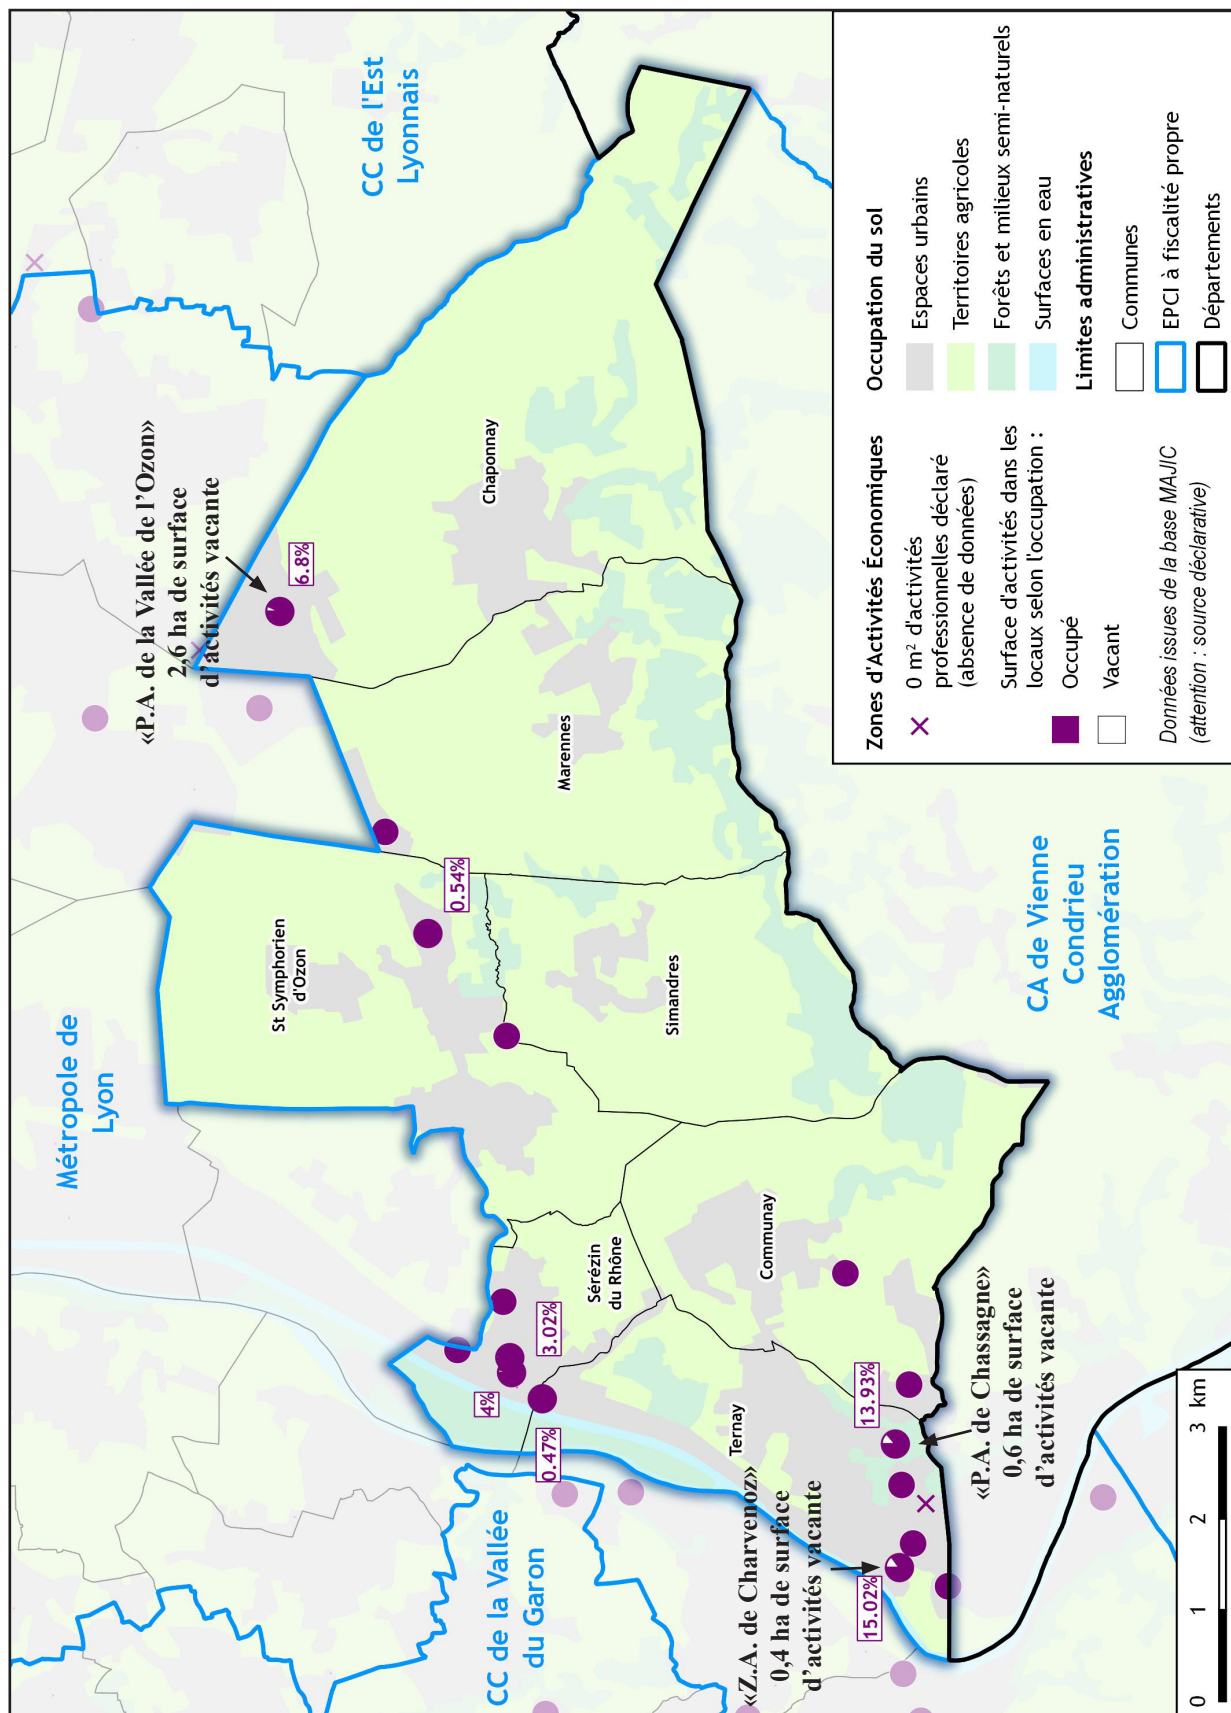 Métropole de
Lyon
CC de l'Est
Lyonnais
«P.A. de la Vallée de l'Ozon»
2,6 ha de surface
d'activités vacante
6.8%
Chaponnay
St Symphorien
d'Ozon
0.54%
Marennes
Simandres
Sérézin
du Rhône
3.02%
4%
0.47%
Communay
Ternay
13.93%
15.02%
CC de la Vallée
du Garon
«Z.A. de Charvenoz»
0,4 ha de surface
d'activités vacante
«P.A. de Chassagne»
0,6 ha de surface
d'activités vacante
CA de Vienne
Condrieu
Agglomération
0 1 2 3 km
Zones d'Activités Économiques
0 m² d'activités
professionnelles déclaré
(absence de données)
Surface d'activités dans les
locaux selon l'occupation :
Occupé
Vacant
Données issues de la base MAJIC
(attention : source déclarative)
Occupation du sol
Espaces urbains
Territoires agricoles
Forêts et milieux semi-naturels
Surfaces en eau
Limites administratives
Communes
EPCI à fiscalité propre
Départements